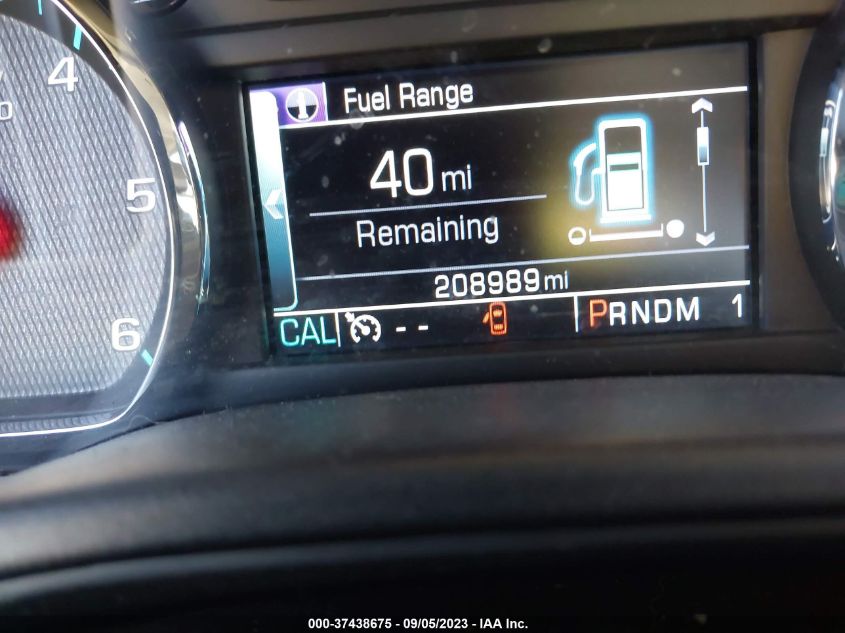 Fuel Range
40 mi
Remaining
208989 mi
CAL -- PRNDM 1
4
5
6
000-37438675 - 09/05/2023 - IAA Inc.